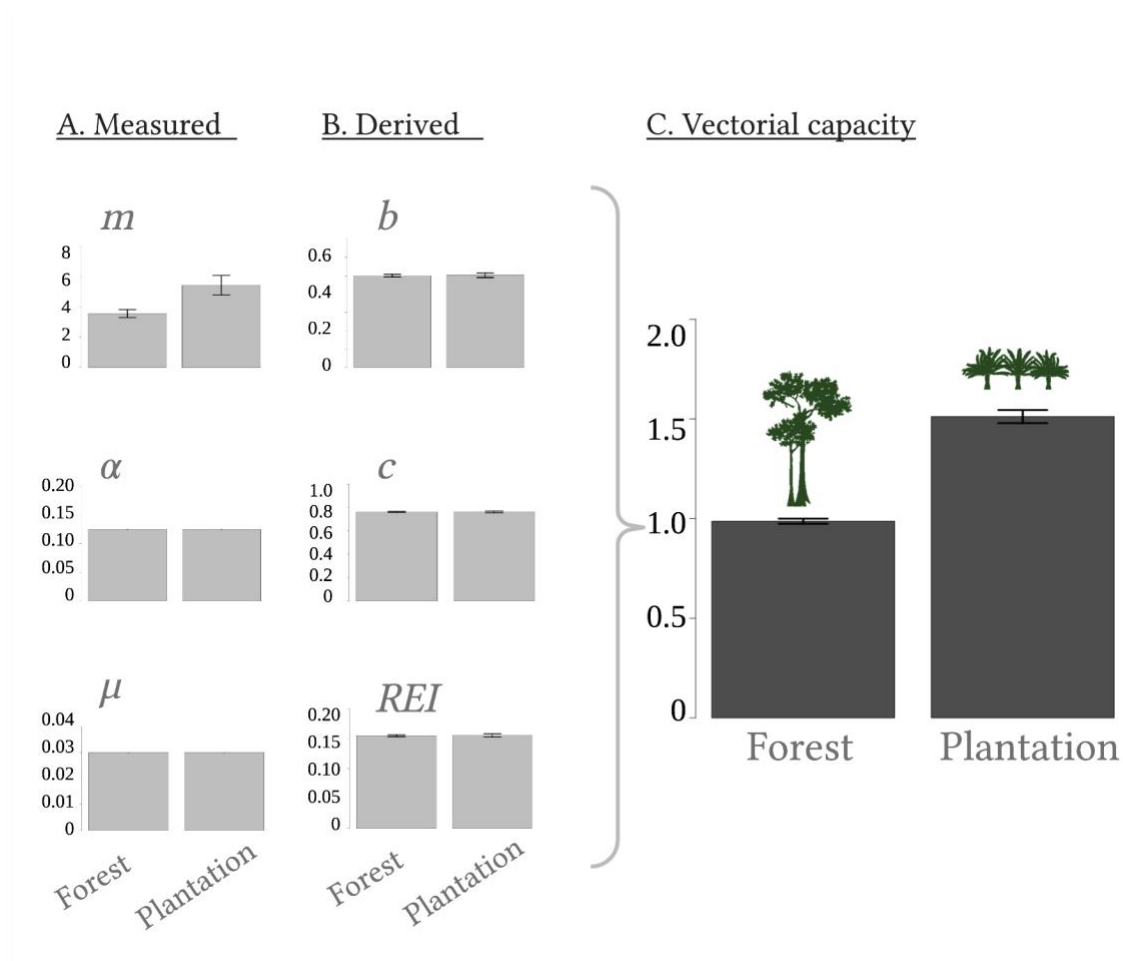 A. Measured
B. Derived
C. Vectorial capacity
m
8
6
4
2
0
b
0.6
0.4
0.2
0
α
0.20
0.15
0.10
0.05
0
c
1.0
0.8
0.6
0.4
0.2
0
μ
0.04
0.03
0.02
0.01
0
REI
0.20
0.15
0.10
0.05
0
Forest
Plantation
Forest
Plantation
2.0
1.5
1.0
0.5
0
Forest
Plantation